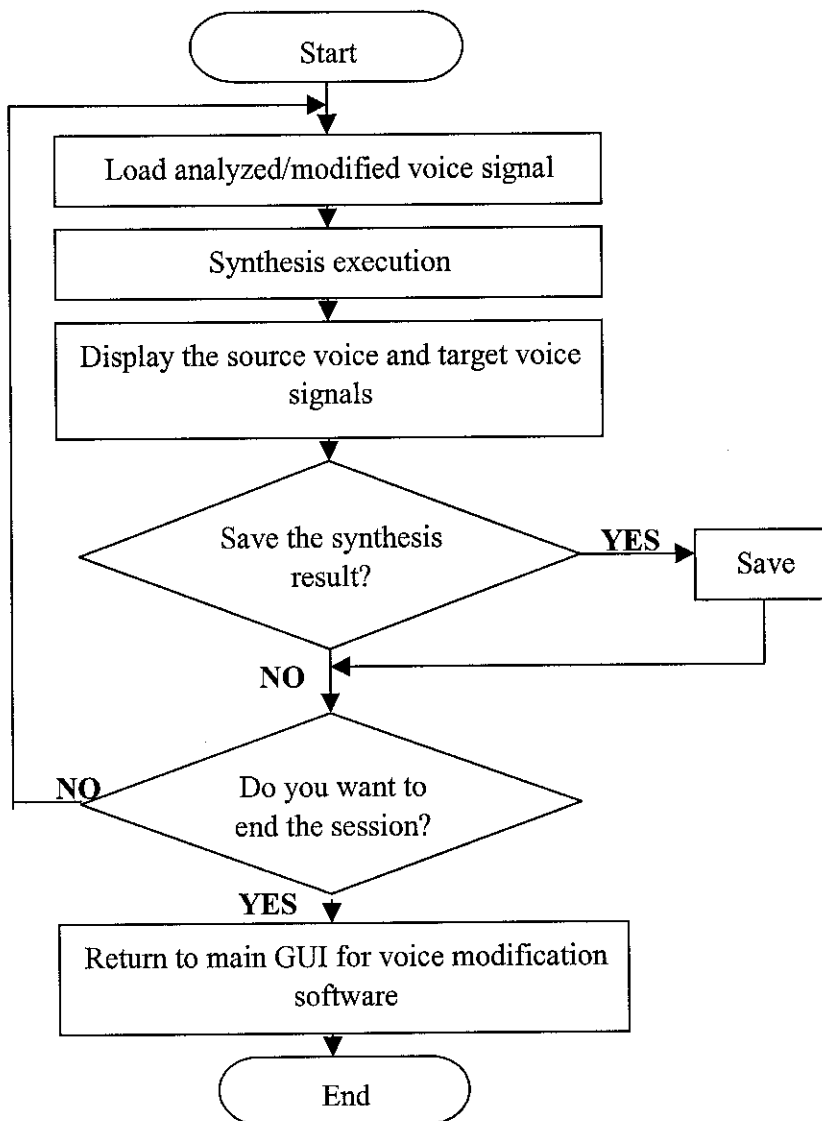 Start
Load analyzed/modified voice signal
Synthesis execution
Display the source voice and target voice
signals
Save the synthesis
result?
YES
Save
NO
Do you want to
end the session?
NO
YES
Return to main GUI for voice modification
software
End